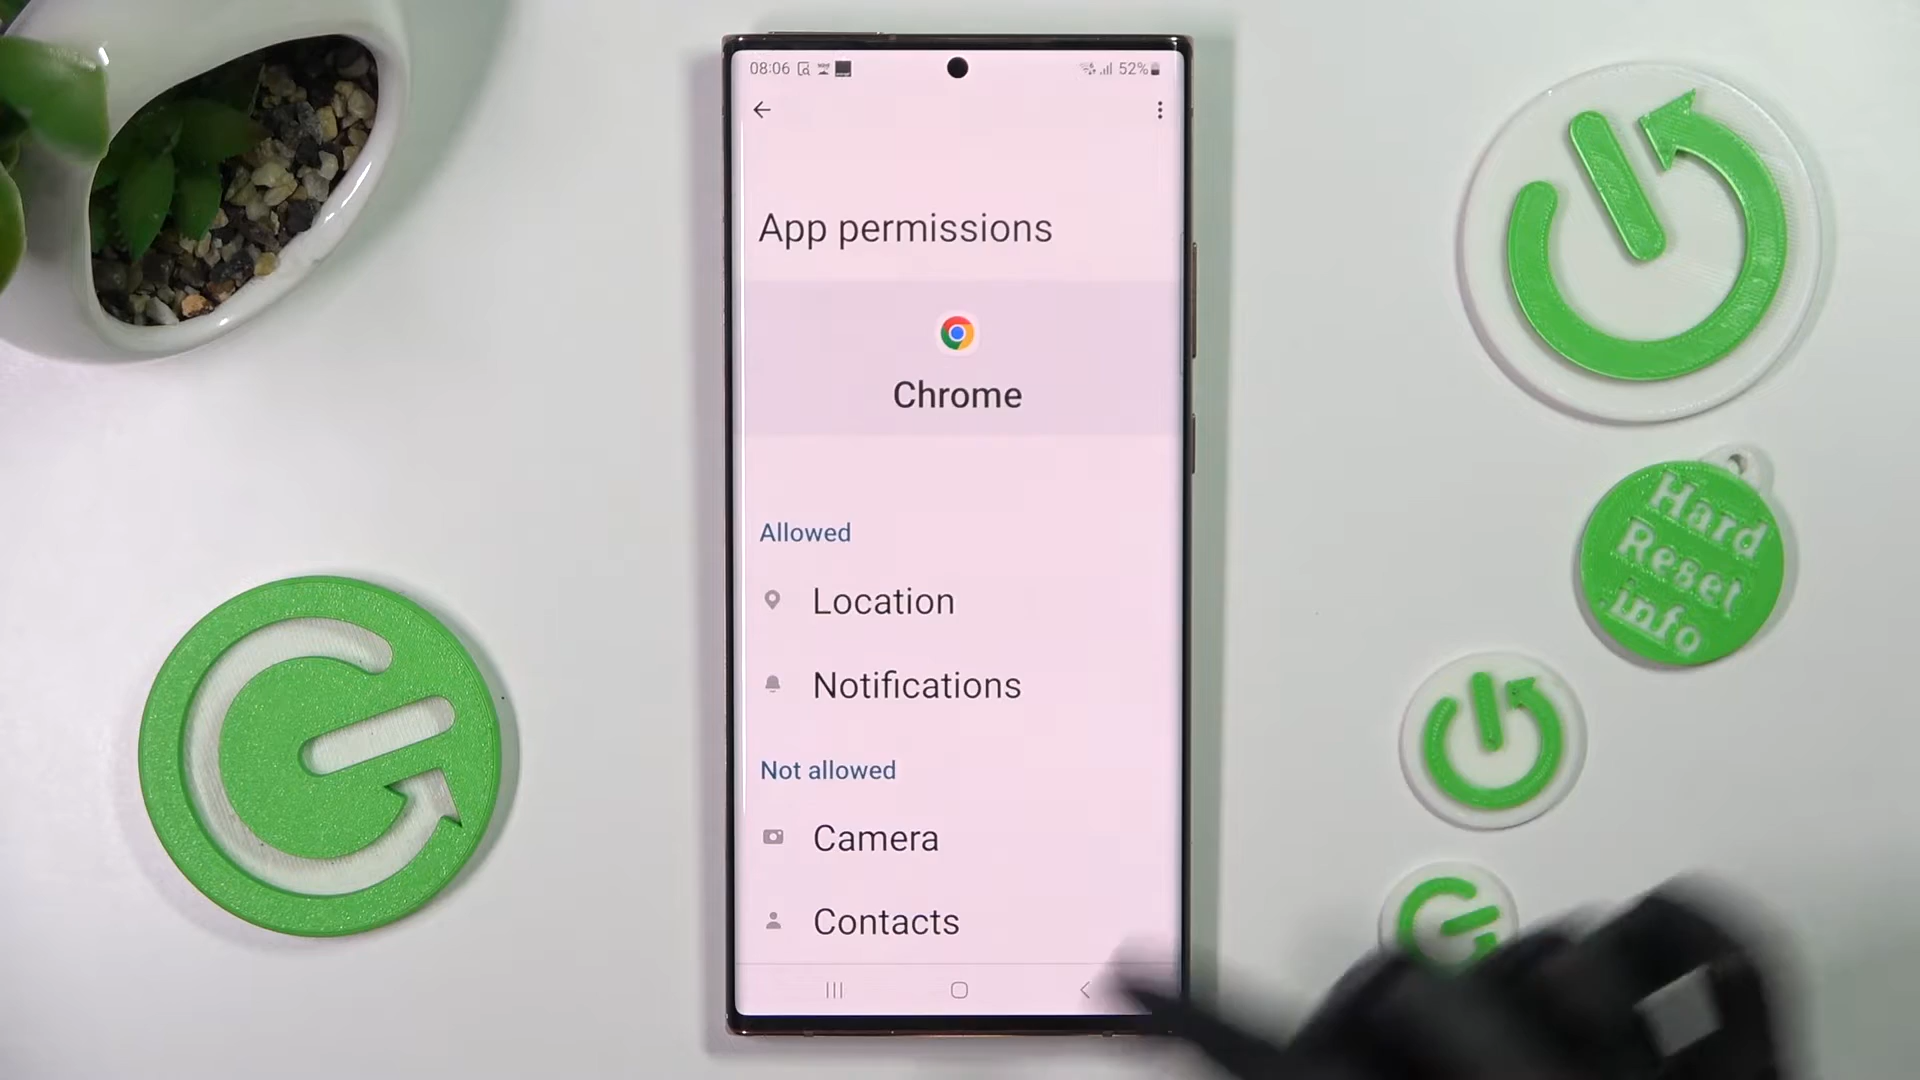 08:06
52%
App permissions
Chrome
Allowed
Location
Notifications
Not allowed
Camera
Contacts
Hard
Reset
info